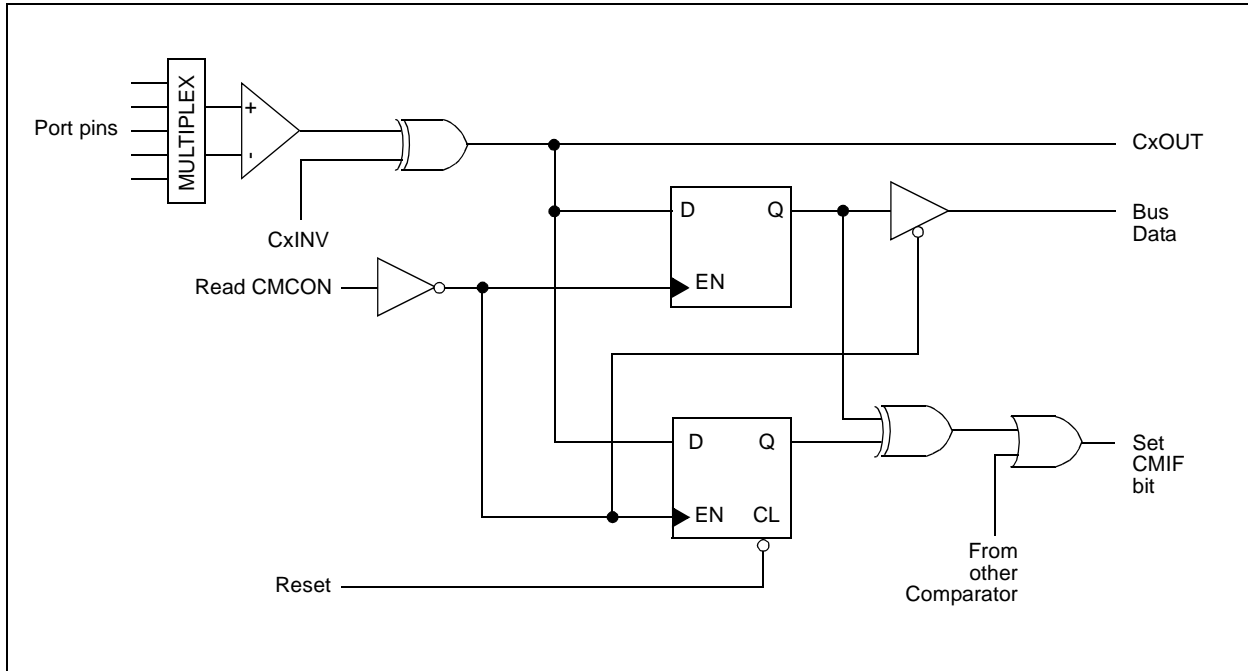 Port pins
MULTIPLEX
+
-
CxINV
CxOUT
D
Q
EN
Bus
Data
Read CMCON
D
Q
EN
CL
Set
CMIF
bit
From
other
Comparator
Reset